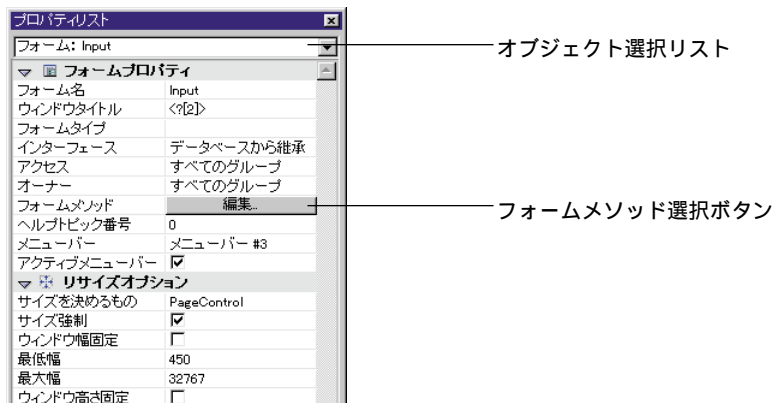 プロパティリスト
フォーム: Input
オブジェクト選択リスト
フォームプロパティ
フォーム名 Input
ウィンドウタイトル <?[2]>
フォームタイプ
インターフェース データベースから継承
アクセス すべてのグループ
オーナー すべてのグループ
フォームメソッド 編集...
フォームメソッド選択ボタン
ヘルプトピック番号 0
メニューバー メニューバー #3
アクティブメニューバー
リサイズオプション
サイズを決めるもの PageControl
サイズ強制
ウィンドウ幅固定
最低幅 450
最大幅 32767
ウィンドウ高さ固定